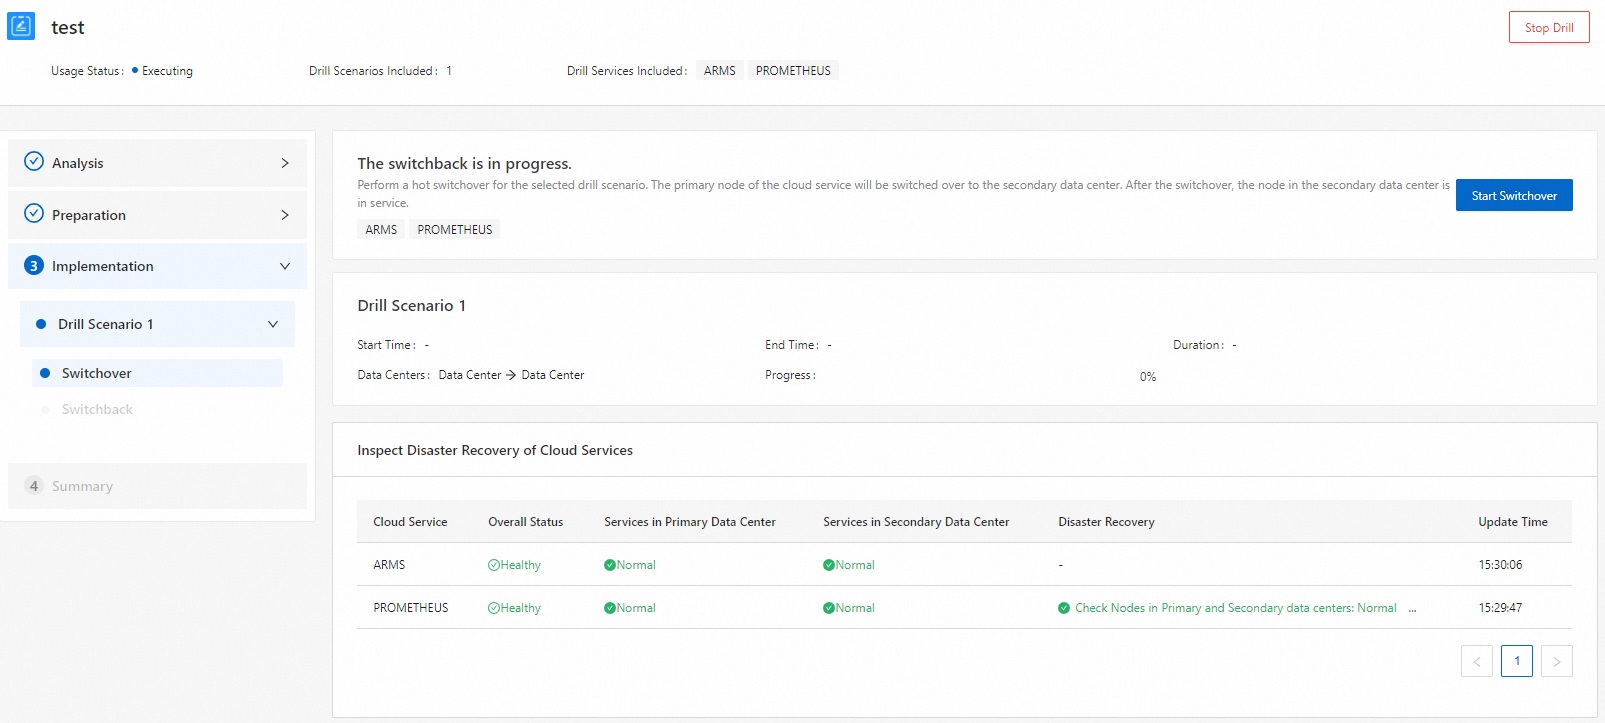 test
Stop Drill
Usage Status: Executing
Drill Scenarios Included: 1
Drill Services Included: ARMS PROMETHEUS
Analysis
Preparation
3 Implementation
Drill Scenario 1
Switchover
Switchback
4 Summary
The switchback is in progress.
Perform a hot switchover for the selected drill scenario. The primary node of the cloud service will be switched over to the secondary data center. After the switchover, the node in the secondary data center is
in service.
Start Switchover
ARMS PROMETHEUS
Drill Scenario 1
Start Time: -
End Time: -
Duration: -
Data Centers: Data Center → Data Center
Progress:
0%
Inspect Disaster Recovery of Cloud Services
Cloud Service Overall Status Services in Primary Data Center Services in Secondary Data Center Disaster Recovery Update Time
ARMS Healthy Normal Normal - 15:30:06
PROMETHEUS Healthy Normal Normal Check Nodes in Primary and Secondary data centers: Normal ... 15:29:47
< 1 >